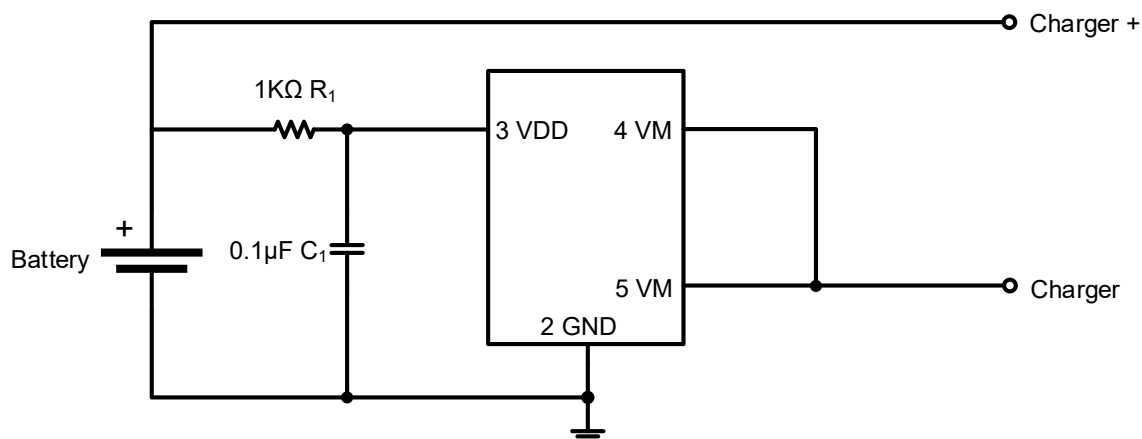 Charger +
1KΩ R₁
3 VDD
4 VM
+
Battery
0.1µF C₁
5 VM
Charger
2 GND